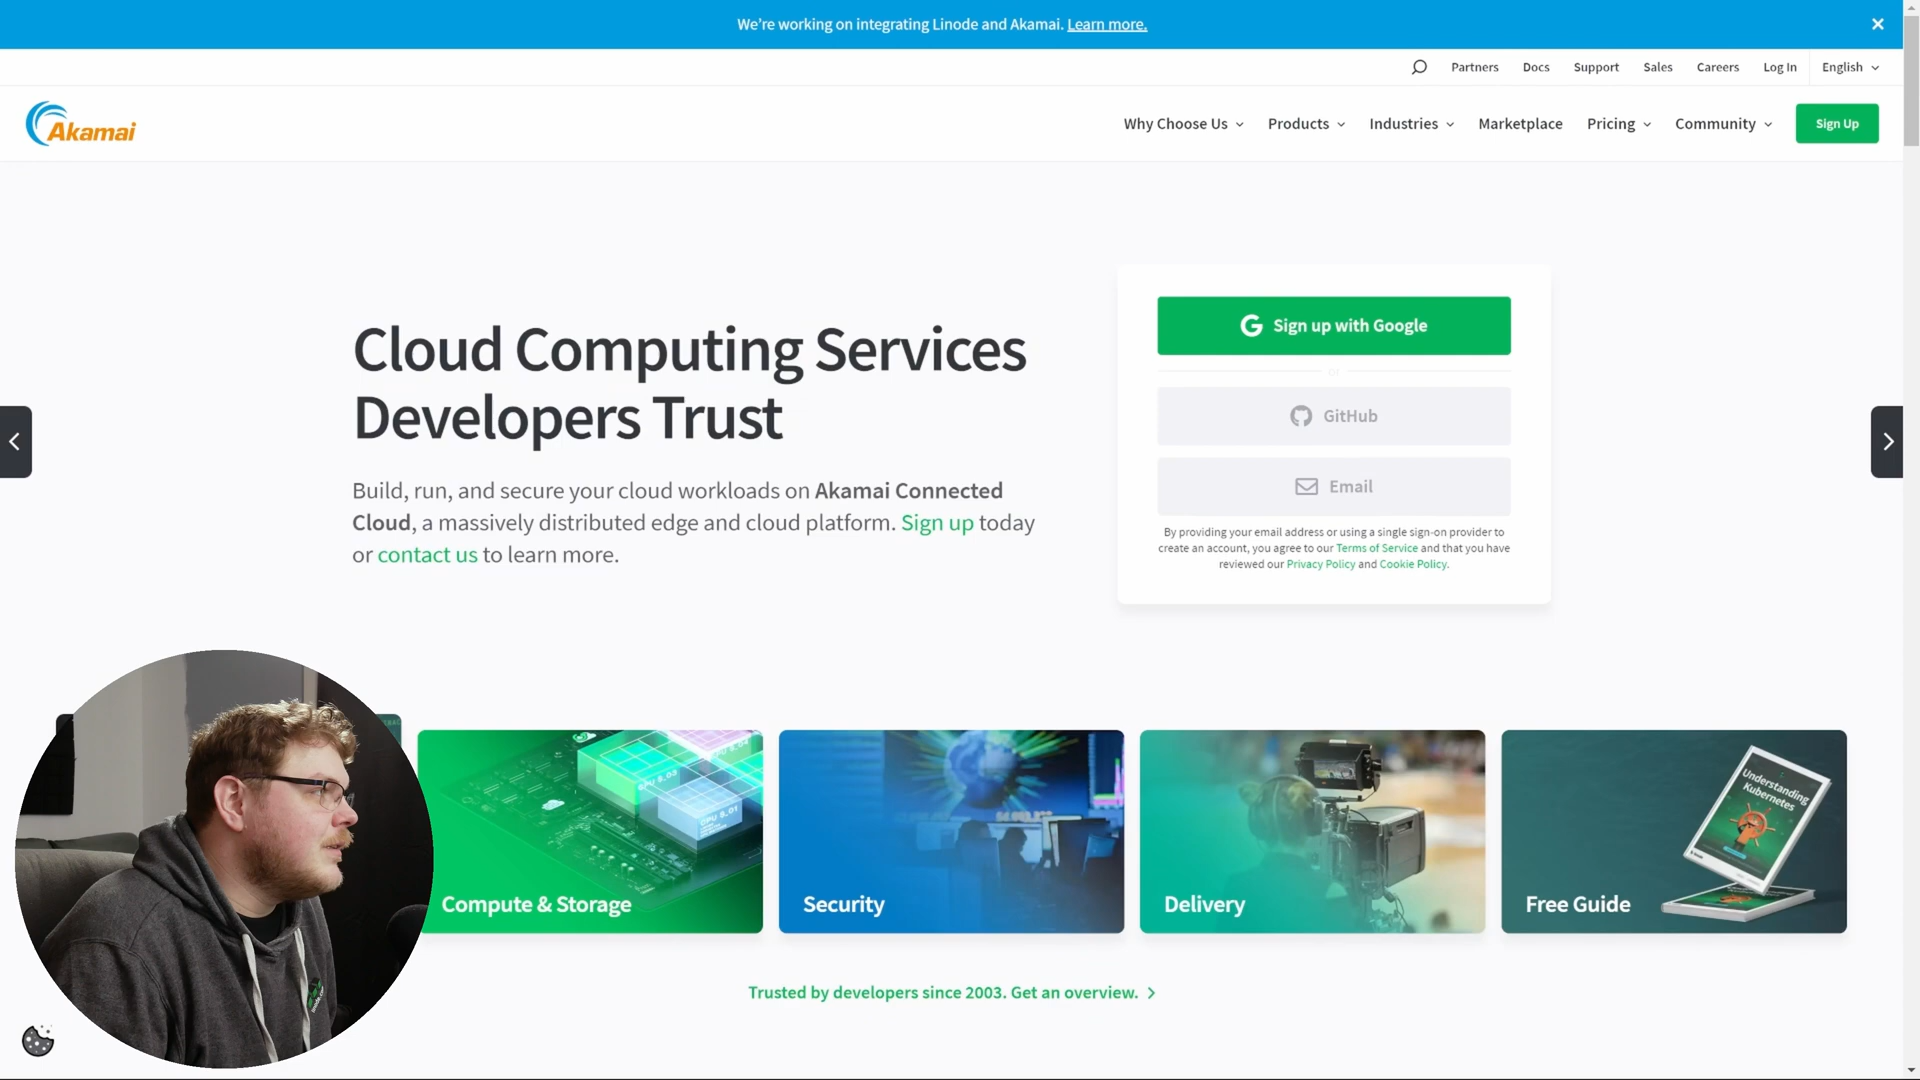 We're working on integrating Linode and Akamai. Learn more.
Partners Docs Support Sales Careers Log In English
Akamai
Why Choose Us Products Industries Marketplace Pricing Community Sign Up
Cloud Computing Services
Developers Trust
Build, run, and secure your cloud workloads on Akamai Connected
Cloud, a massively distributed edge and cloud platform. Sign up today
or contact us to learn more.
Sign up with Google
or
GitHub
Email
By providing your email address or using a single sign-on provider to
create an account, you agree to our Terms of Service and that you have
reviewed our Privacy Policy and Cookie Policy.
Compute & Storage
Security
Delivery
Understanding
Kubernetes
Free Guide
Trusted by developers since 2003. Get an overview.